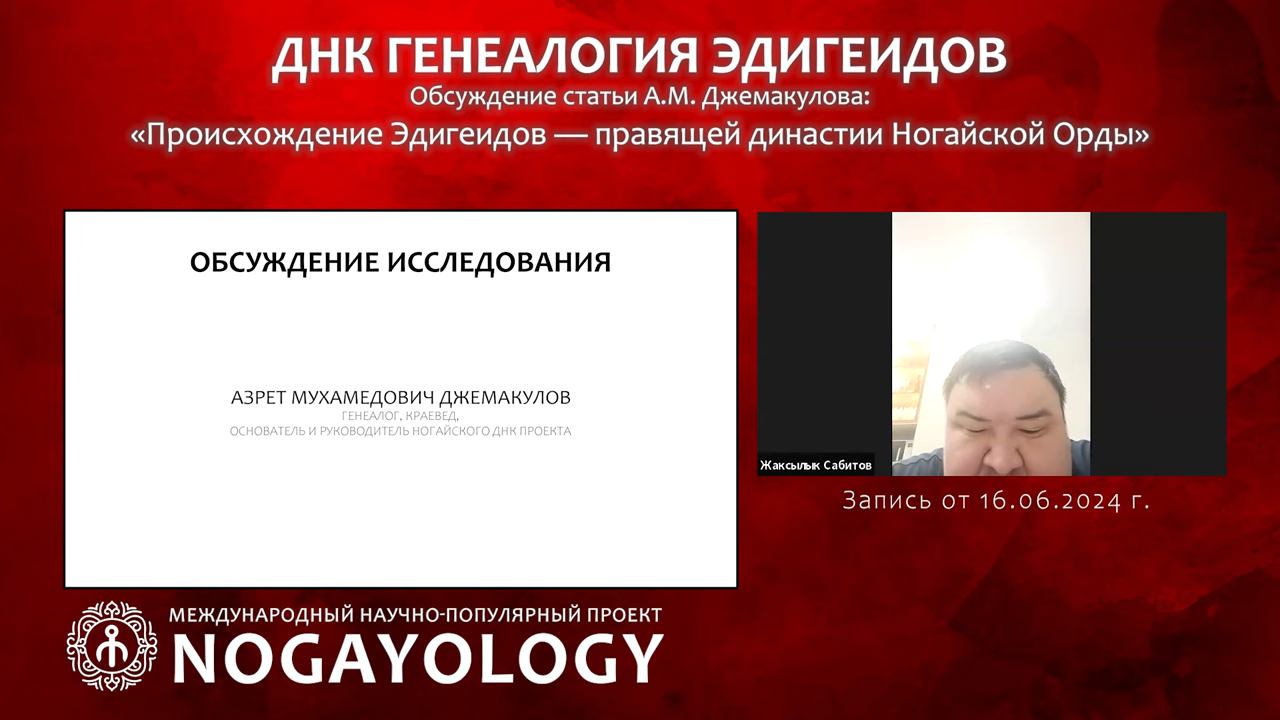 ДНК ГЕНЕАЛОГИЯ ЭДИГЕИДОВ
Обсуждение статьи А.М. Джемакулова:
«Происхождение Эдигеидов — правящей династии Ногайской Орды»
ОБСУЖДЕНИЕ ИССЛЕДОВАНИЯ
АЗРЕТ МУХАМЕДОВИЧ ДЖЕМАКУЛОВ
ГЕНЕАЛОГ, КРАЕВЕД,
ОСНОВАТЕЛЬ И РУКОВОДИТЕЛЬ НОГАЙСКОГО ДНК ПРОЕКТА
Жаксылык Сабитов
Запись от 16.06.2024 г.
МЕЖДУНАРОДНЫЙ НАУЧНО-ПОПУЛЯРНЫЙ ПРОЕКТ
NOGAYOLOGY